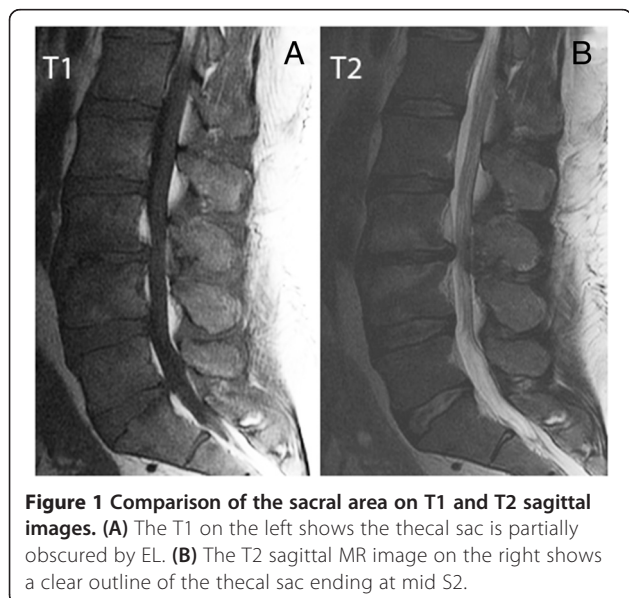 T1 A T2 B
Figure 1 Comparison of the sacral area on T1 and T2 sagittal
images. (A) The T1 on the left shows the thecal sac is partially
obscured by EL. (B) The T2 sagittal MR image on the right shows
a clear outline of the thecal sac ending at mid S2.